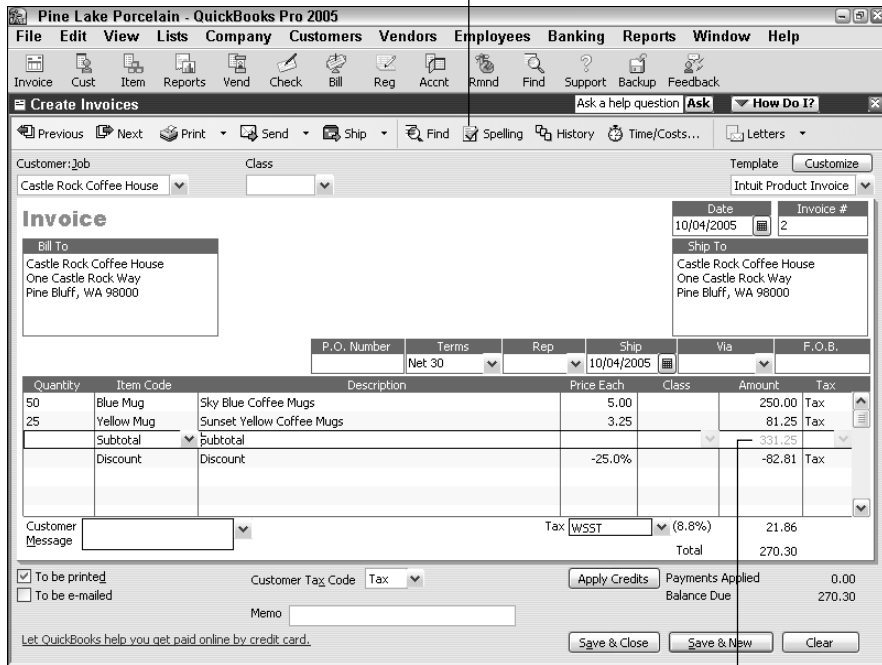 Pine Lake Porcelain - QuickBooks Pro 2005
File Edit View Lists Company Customers Vendors Employees Banking Reports Window Help
Invoice Cust Item Reports Vend Check Bill Reg Accnt Rmnd Find Support Backup Feedback
Create Invoices Ask a help question Ask How Do I?
Previous Next Print Send Ship Find Spelling History Time/Costs... Letters
Customer:Job Class Template Customize
Castle Rock Coffee House Intuit Product Invoice
Invoice
Date Invoice #
10/04/2005 2
Bill To Ship To
Castle Rock Coffee House Castle Rock Coffee House
One Castle Rock Way One Castle Rock Way
Pine Bluff, WA 98000 Pine Bluff, WA 98000
P.O. Number Terms Rep Ship Via F.O.B.
Net 30 10/04/2005
Quantity Item Code Description Price Each Class Amount Tax
50 Blue Mug Sky Blue Coffee Mugs 5.00 250.00 Tax
25 Yellow Mug Sunset Yellow Coffee Mugs 3.25 81.25 Tax
Subtotal Subtotal 331.25
Discount Discount -25.0% -82.81 Tax
Customer Message Tax WSST (8.8%) 21.86
Total 270.30
To be printed Customer Tax Code Tax Apply Credits Payments Applied 0.00
To be e-mailed Balance Due 270.30
Memo
Let QuickBooks help you get paid online by credit card. Save & Close Save & New Clear